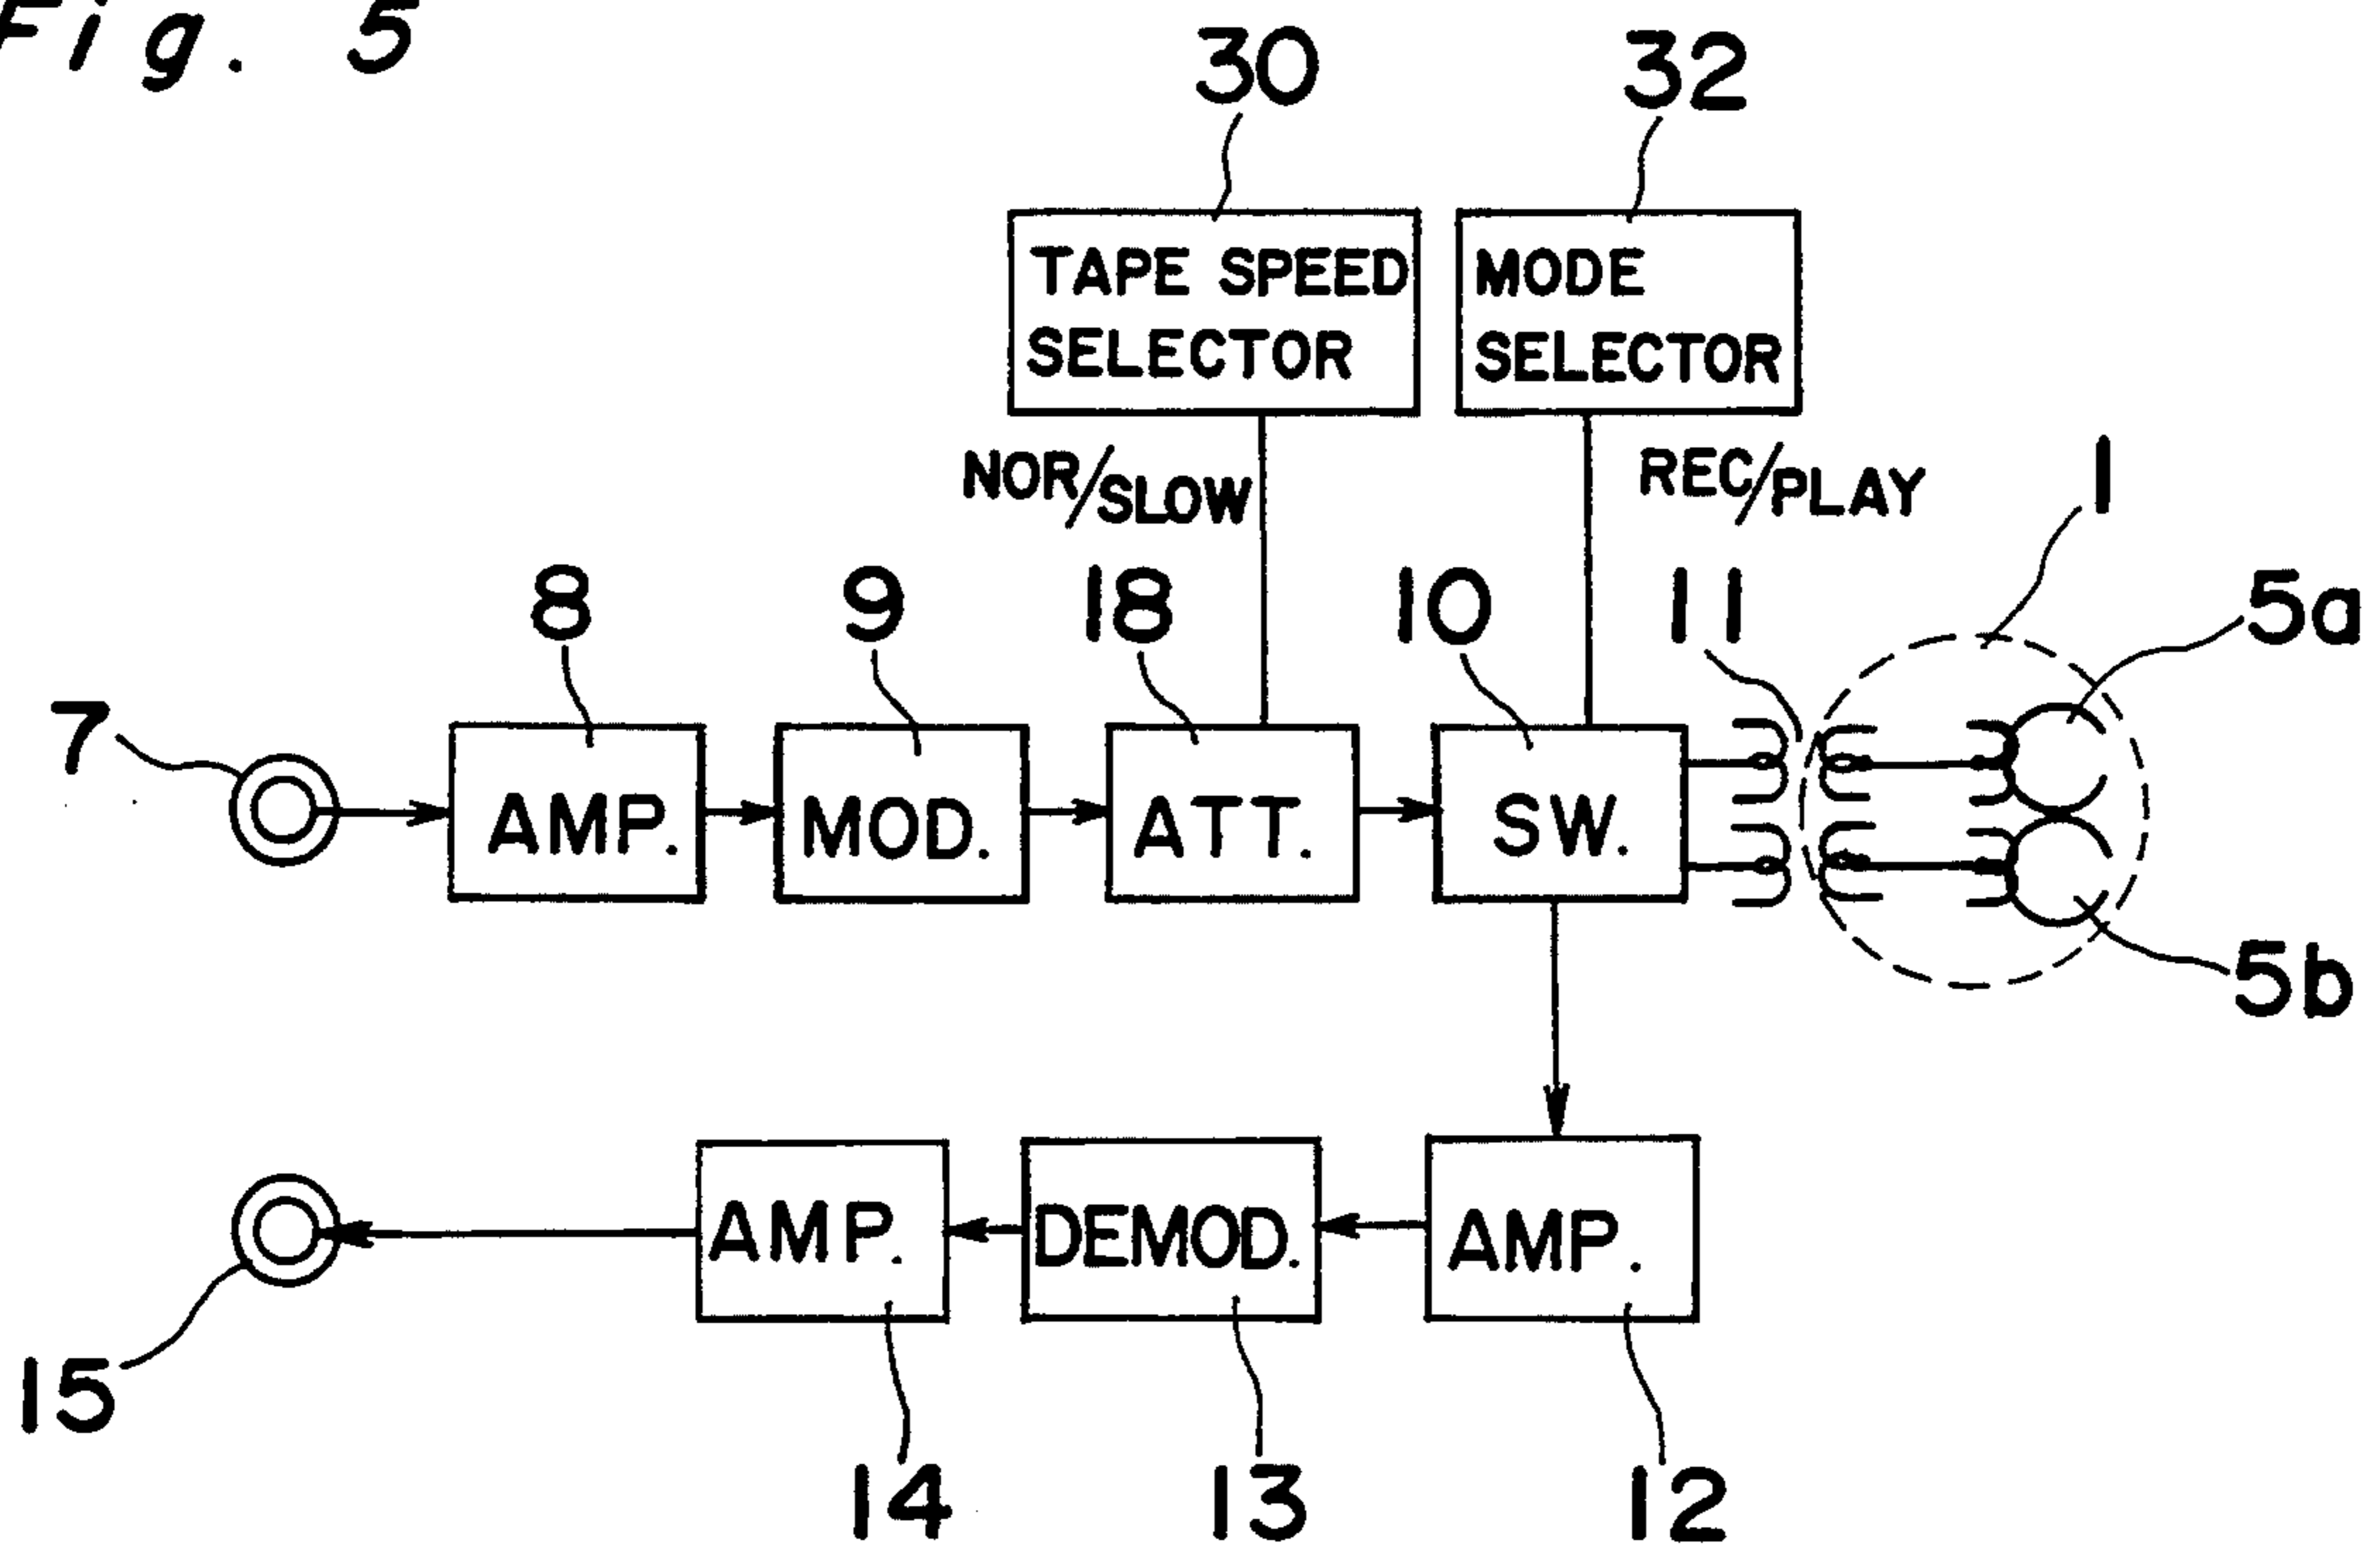 Fig. 5
30
32
TAPE SPEED
SELECTOR
MODE
SELECTOR
NOR/SLOW
REC/PLAY
1
8
9
18
10
11
5a
7
AMP.
MOD.
ATT.
SW.
5b
AMP.
DEMOD.
AMP.
15
14
13
12